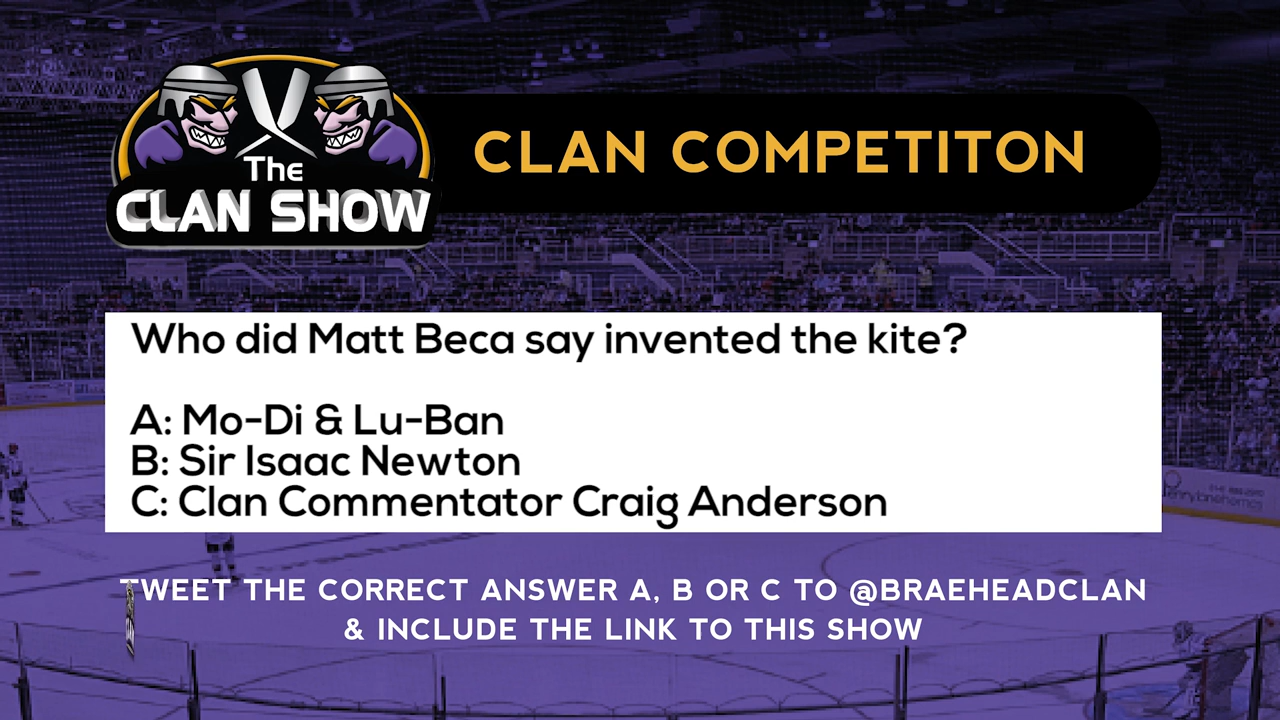 The
CLAN SHOW
CLAN COMPETITON
Who did Matt Beca say invented the kite?
A: Mo-Di & Lu-Ban
B: Sir Isaac Newton
C: Clan Commentator Craig Anderson
TWEET THE CORRECT ANSWER A, B OR C TO @BRAEHEADCLAN
& INCLUDE THE LINK TO THIS SHOW